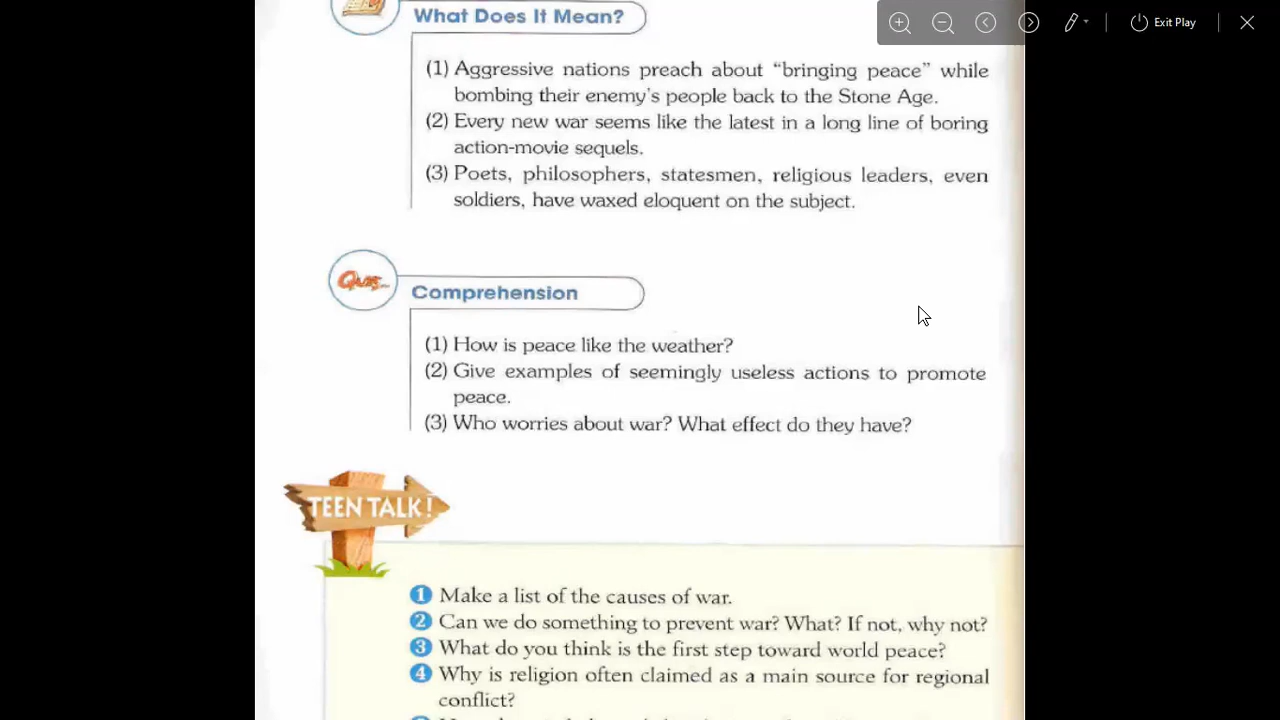 What Does It Mean?
Exit Play
(1) Aggressive nations preach about “bringing peace” while
bombing their enemy's people back to the Stone Age.
(2) Every new war seems like the latest in a long line of boring
action-movie sequels.
(3) Poets, philosophers, statesmen, religious leaders, even
soldiers, have waxed eloquent on the subject.
Ques...
Comprehension
(1) How is peace like the weather?
(2) Give examples of seemingly useless actions to promote
peace.
(3) Who worries about war? What effect do they have?
TEEN TALK!
1 Make a list of the causes of war.
2 Can we do something to prevent war? What? If not, why not?
3 What do you think is the first step toward world peace?
4 Why is religion often claimed as a main source for regional
conflict?